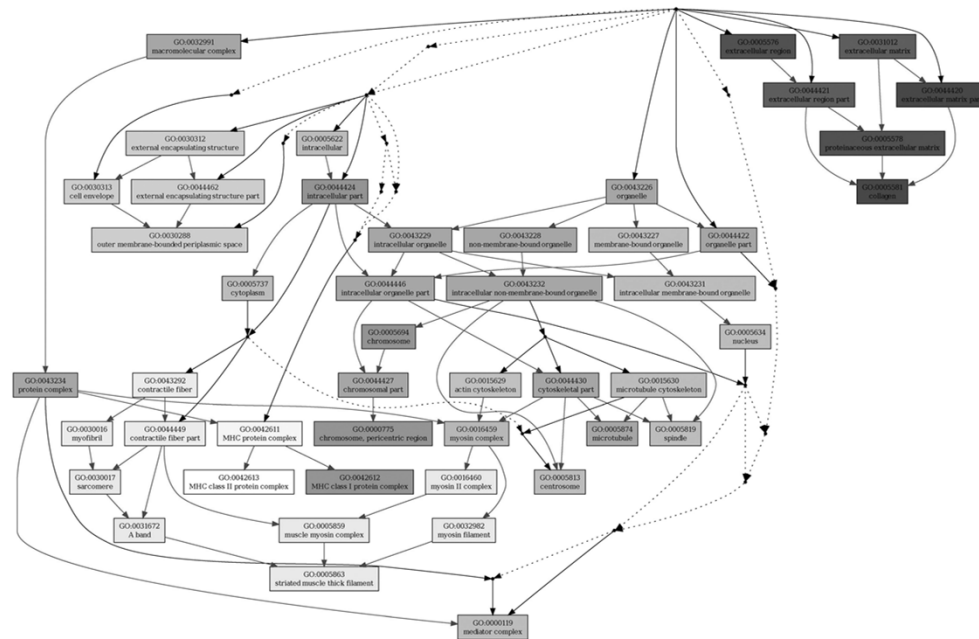 GO:0032991
macromolecular complex
GO:0005576
extracellular region
GO:0031012
extracellular matrix
GO:0044421
extracellular region part
GO:0044420
extracellular matrix part
GO:0030312
external encapsulating structure
GO:0005622
intracellular
GO:0005578
proteinaceous extracellular matrix
GO:0030313
cell envelope
GO:0044462
external encapsulating structure part
GO:0044424
intracellular part
GO:0043226
organelle
GO:0005581
collagen
GO:0030288
outer membrane-bounded periplasmic space
GO:0043229
intracellular organelle
GO:0043228
non-membrane-bound organelle
GO:0043227
membrane-bound organelle
GO:0044422
organelle part
GO:0005737
cytoplasm
GO:0044446
intracellular organelle part
GO:0043232
intracellular non-membrane-bound organelle
GO:0043231
intracellular membrane-bound organelle
GO:0005694
chromosome
GO:0005634
nucleus
GO:0043234
protein complex
GO:0043292
contractile fiber
GO:0044427
chromosomal part
GO:0015629
actin cytoskeleton
GO:0044430
cytoskeletal part
GO:0015630
microtubule cytoskeleton
GO:0030016
myofibril
GO:0044449
contractile fiber part
GO:0042611
MHC protein complex
GO:0000775
chromosome, pericentric region
GO:0016459
myosin complex
GO:0005874
microtubule
GO:0005819
spindle
GO:0030017
sarcomere
GO:0042613
MHC class II protein complex
GO:0042612
MHC class I protein complex
GO:0016460
myosin II complex
GO:0005813
centrosome
GO:0031672
A band
GO:0005859
muscle myosin complex
GO:0032982
myosin filament
GO:0005863
striated muscle thick filament
GO:0000119
mediator complex